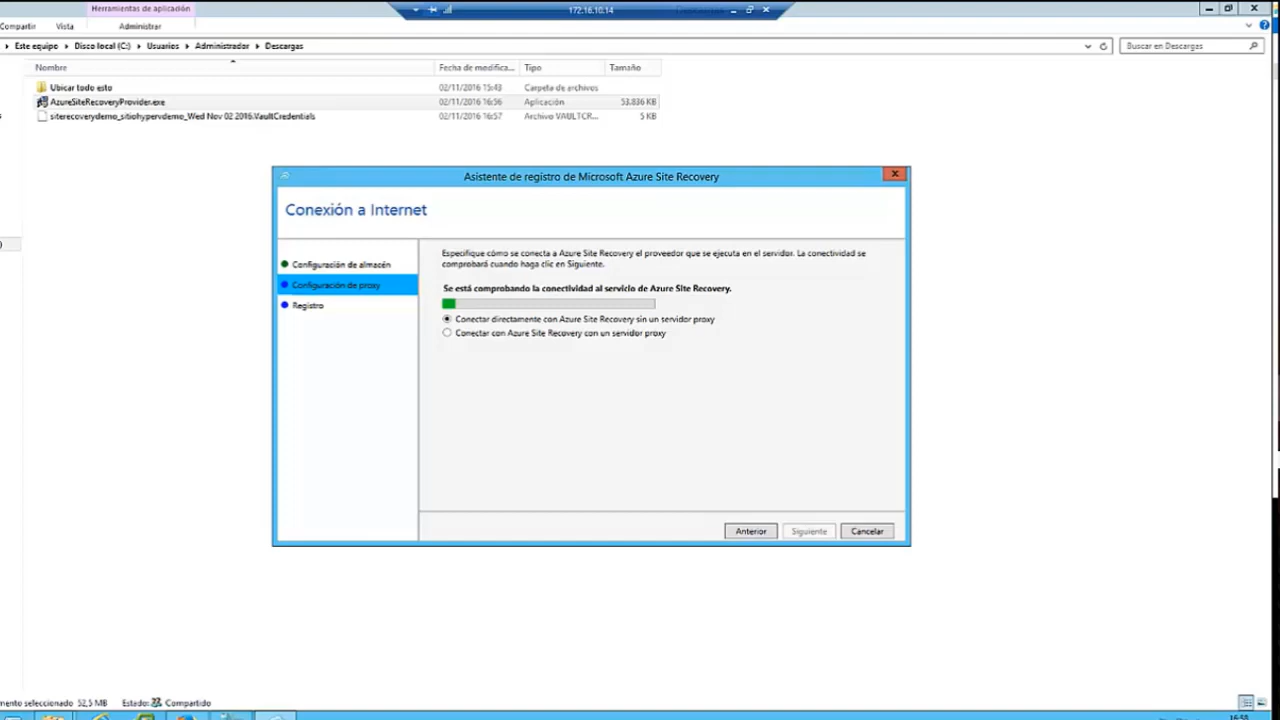 Herramientas de aplicación
172.16.10.14
Compartir Vista Administrar
Este equipo Disco local (C:) Usuarios Administrador Descargas
Buscar en Descargas
Nombre Fecha de modifica... Tipo Tamaño
Ubicar todo esto 02/11/2016 15:43 Carpeta de archivos
AzureSiteRecoveryProvider.exe 02/11/2016 16:56 Aplicación 53.836 KB
siterecoverydemo_sitiohypervdemo_Wed Nov 02 2016.VaultCredentials 02/11/2016 16:57 Archivo VAULTCR... 5 KB
Asistente de registro de Microsoft Azure Site Recovery
Conexión a Internet
Configuración de almacén
Configuración de proxy
Registro
Especifique cómo se conecta a Azure Site Recovery el proveedor que se ejecuta en el servidor. La conectividad se
comprobará cuando haga clic en Siguiente.
Se está comprobando la conectividad al servicio de Azure Site Recovery.
Conectar directamente con Azure Site Recovery sin un servidor proxy
Conectar con Azure Site Recovery con un servidor proxy
Anterior Siguiente Cancelar
mento seleccionado 52,5 MB Estado: Compartido